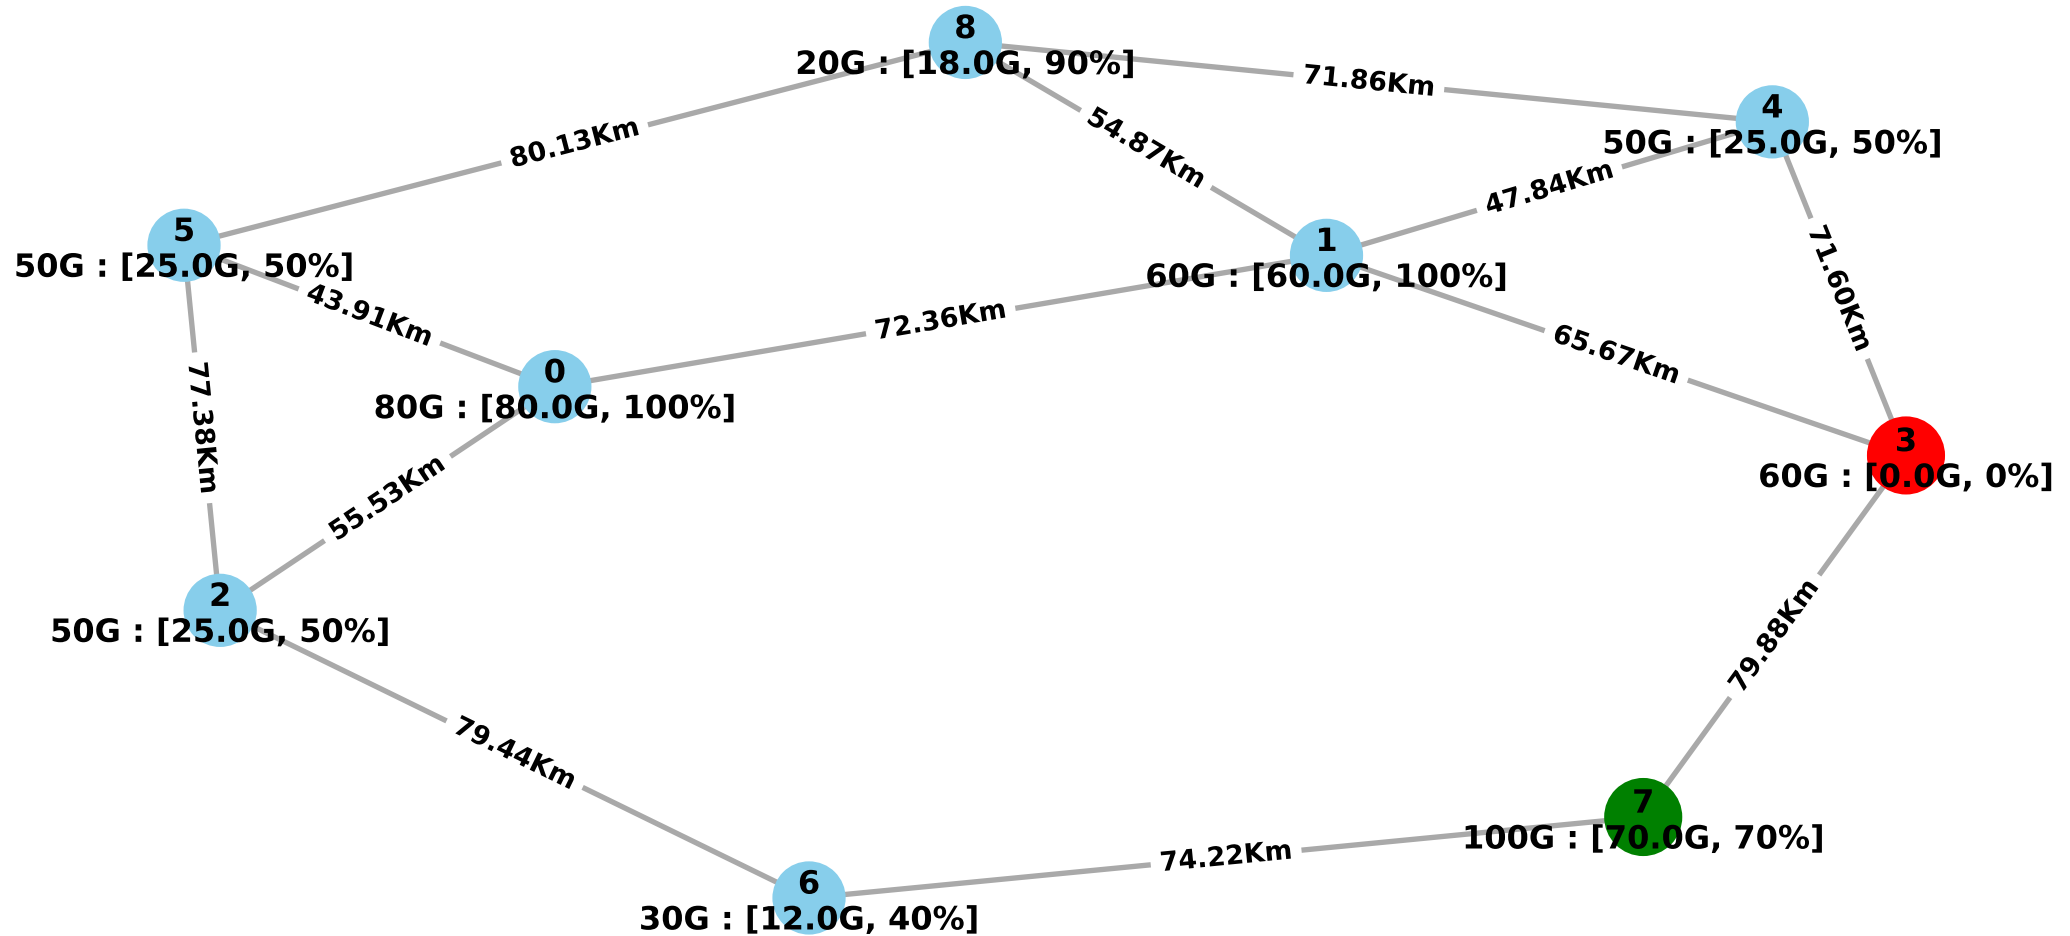 8
20G : [18.0G, 90%]
71.86Km
4
50G : [25.0G, 50%]
54.87Km
80.13Km
47.84Km
5
50G : [25.0G, 50%]
1
60G : [60.0G, 100%]
71.60Km
43.91Km
72.36Km
65.67Km
0
80G : [80.0G, 100%]
77.38Km
3
60G : [0.0G, 0%]
55.53Km
2
50G : [25.0G, 50%]
79.88Km
79.44Km
7
100G : [70.0G, 70%]
74.22Km
6
30G : [12.0G, 40%]